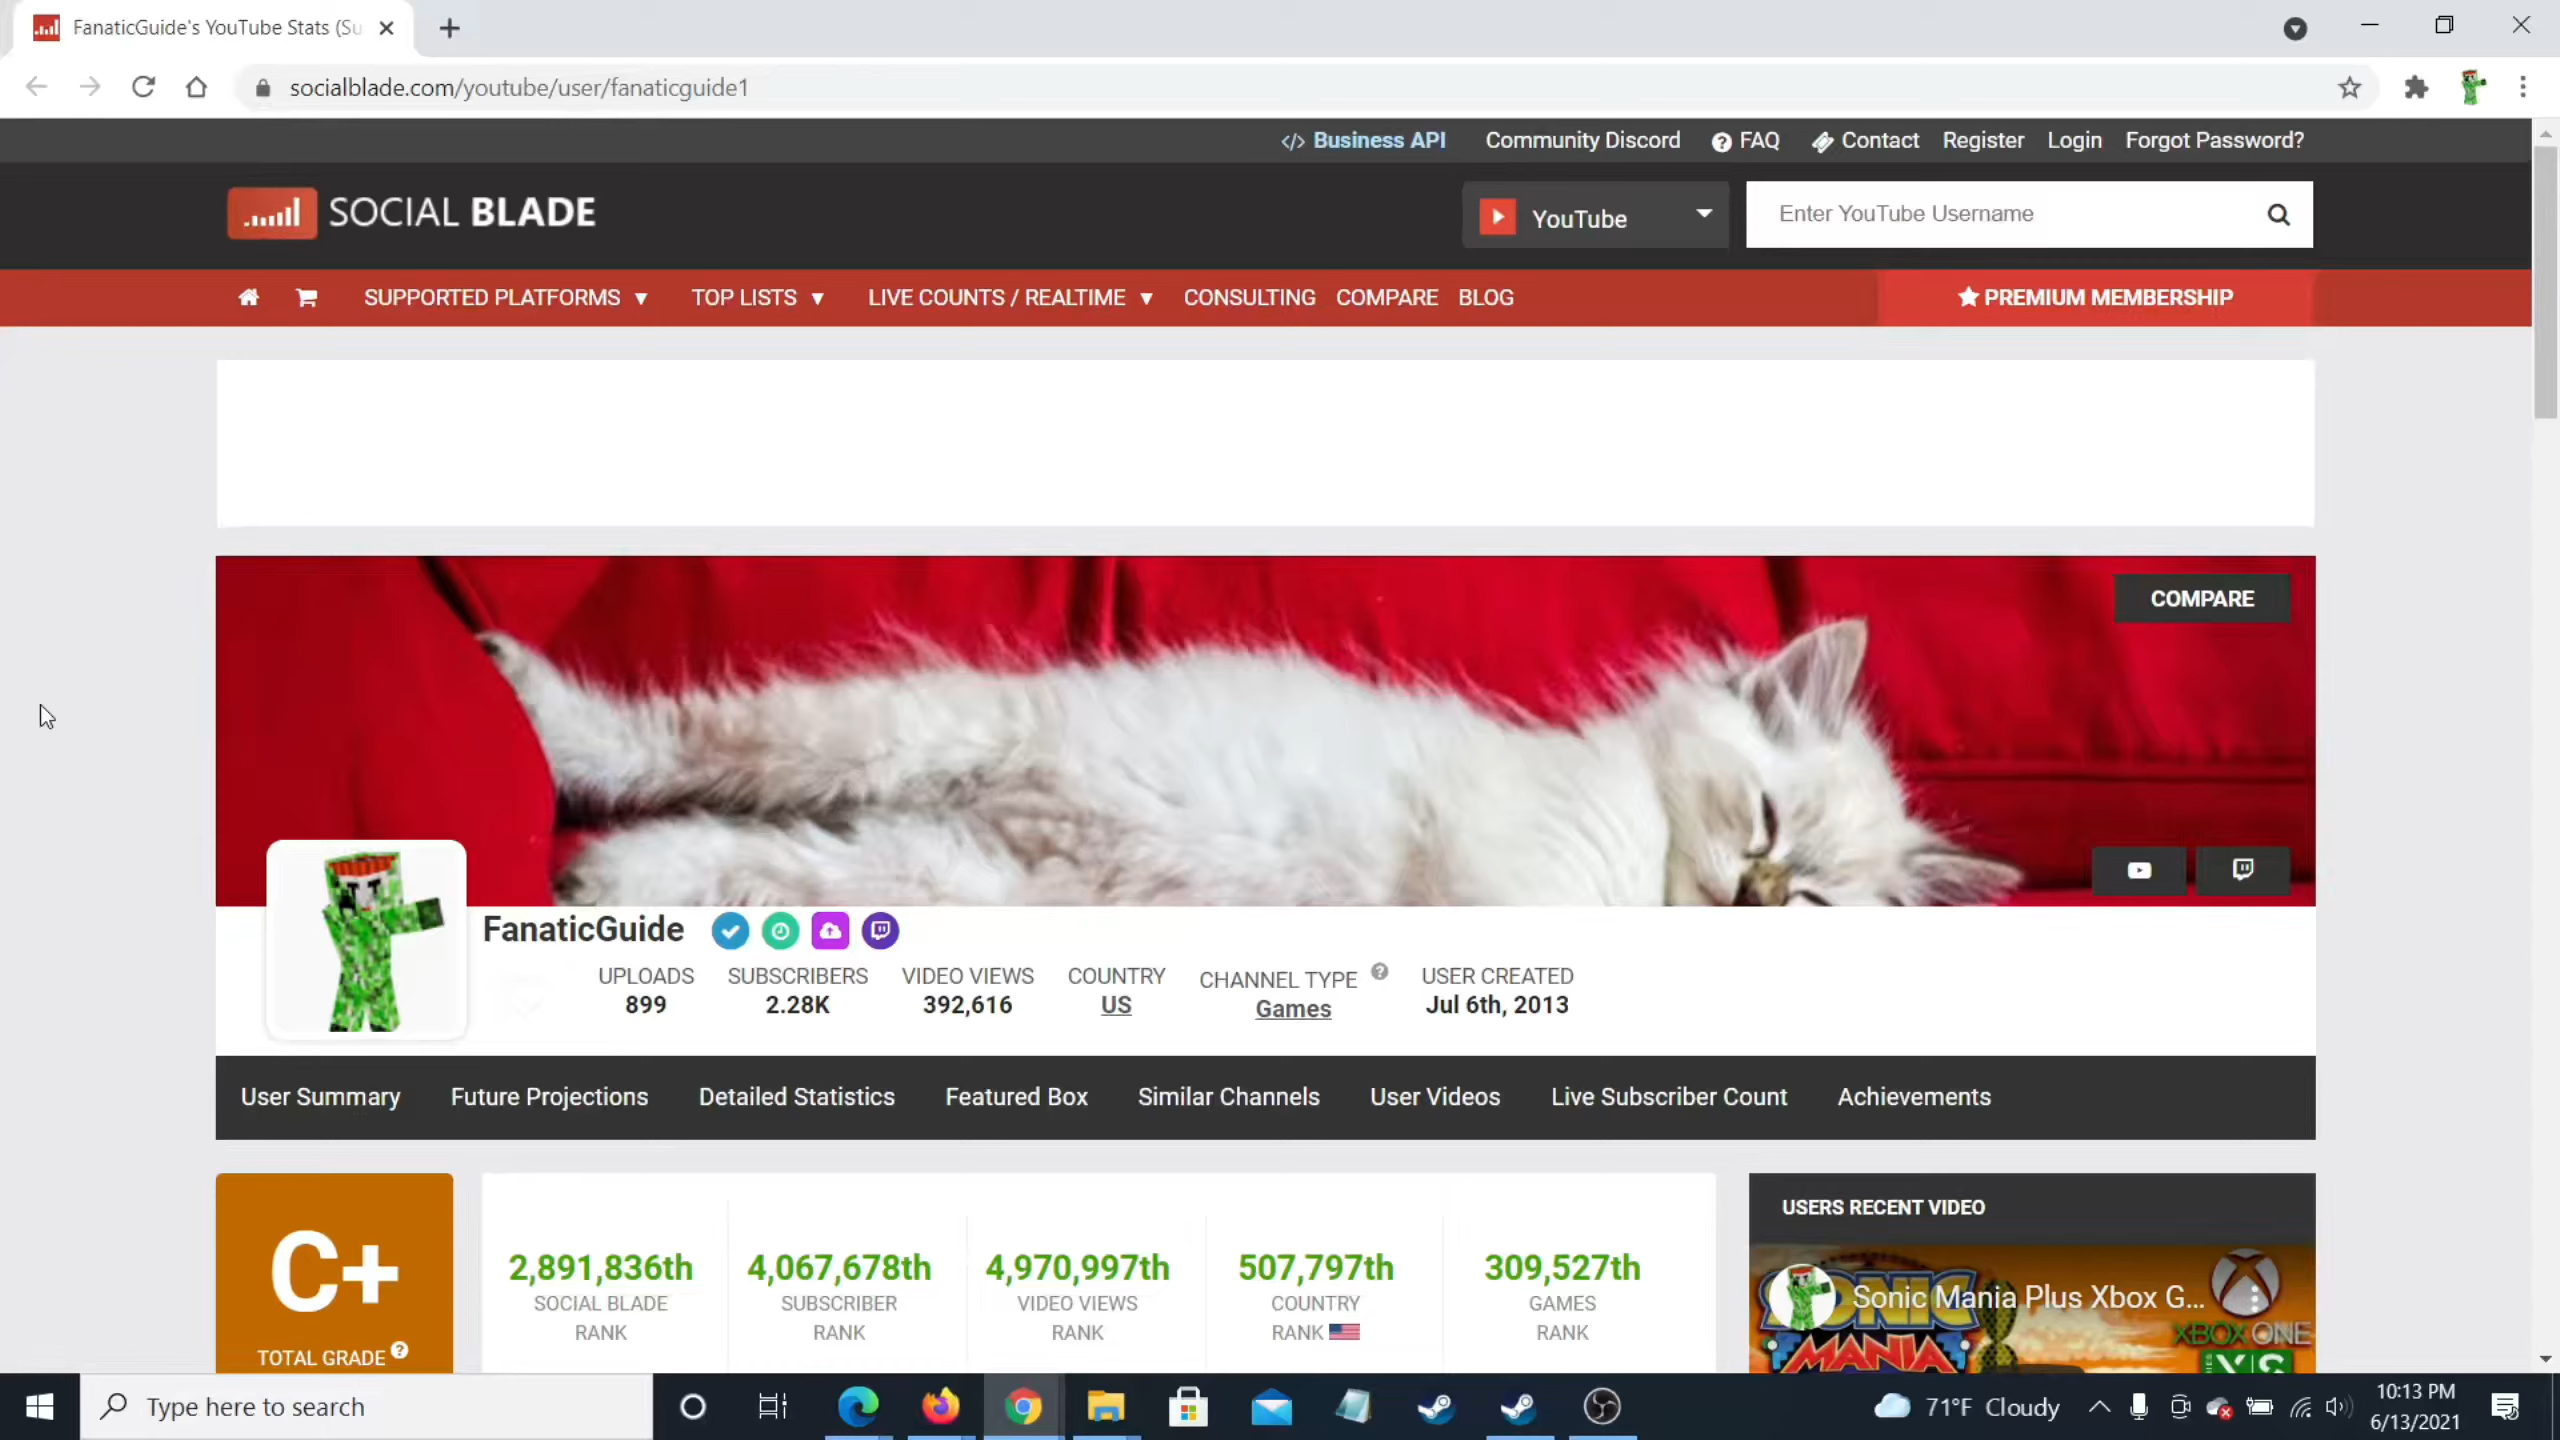 FanaticGuide's YouTube Stats (Su
socialblade.com/youtube/user/fanaticguide1
</> Business API Community Discord FAQ Contact Register Login Forgot Password?
SOCIAL BLADE
YouTube
Enter YouTube Username
SUPPORTED PLATFORMS TOP LISTS LIVE COUNTS / REALTIME CONSULTING COMPARE BLOG
PREMIUM MEMBERSHIP
COMPARE
FanaticGuide
UPLOADS SUBSCRIBERS VIDEO VIEWS COUNTRY CHANNEL TYPE USER CREATED
899 2.28K 392,616 US Games Jul 6th, 2013
User Summary Future Projections Detailed Statistics Featured Box Similar Channels User Videos Live Subscriber Count Achievements
C+
TOTAL GRADE
2,891,836th 4,067,678th 4,970,997th 507,797th 309,527th
SOCIAL BLADE SUBSCRIBER VIDEO VIEWS COUNTRY GAMES
RANK RANK RANK RANK RANK
USERS RECENT VIDEO
Sonic Mania Plus Xbox G...
SONIC
MANIA
XBOX ONE
X|S
Type here to search
71°F Cloudy
10:13 PM
6/13/2021